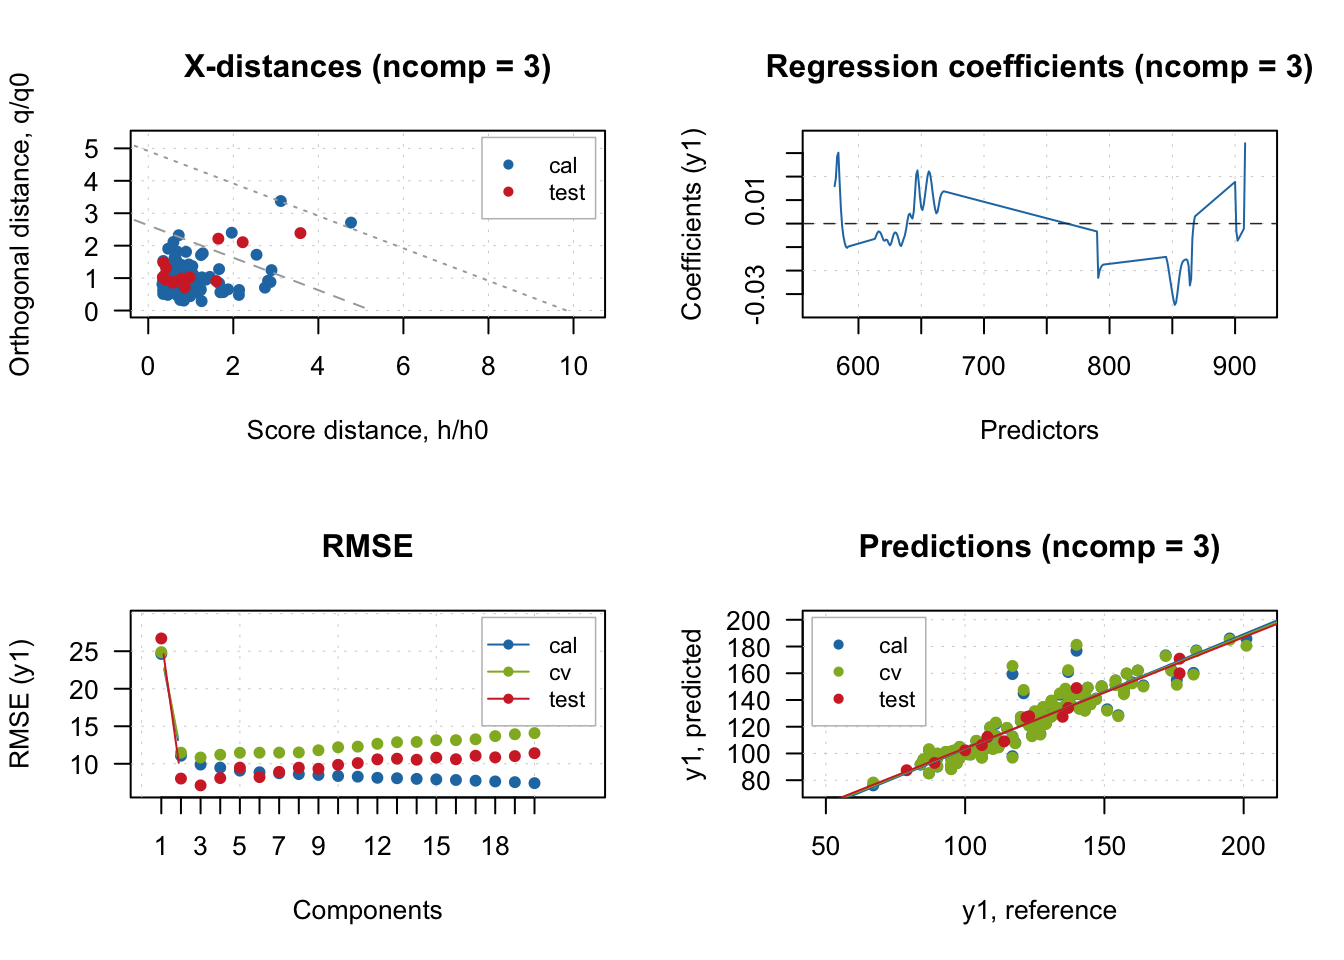 X-distances (ncomp = 3)
Orthogonal distance, q/q0
5
4
3
2
1
0
cal
test
0 2 4 6 8 10
Score distance, h/h0
Regression coefficients (ncomp = 3)
Coefficients (y1)
0.01
-0.03
600 700 800 900
Predictors
RMSE
RMSE (y1)
25
20
15
10
cal
cv
test
1 3 5 7 9 12 15 18
Components
Predictions (ncomp = 3)
y1, predicted
200
180
160
140
120
100
80
cal
cv
test
50 100 150 200
y1, reference